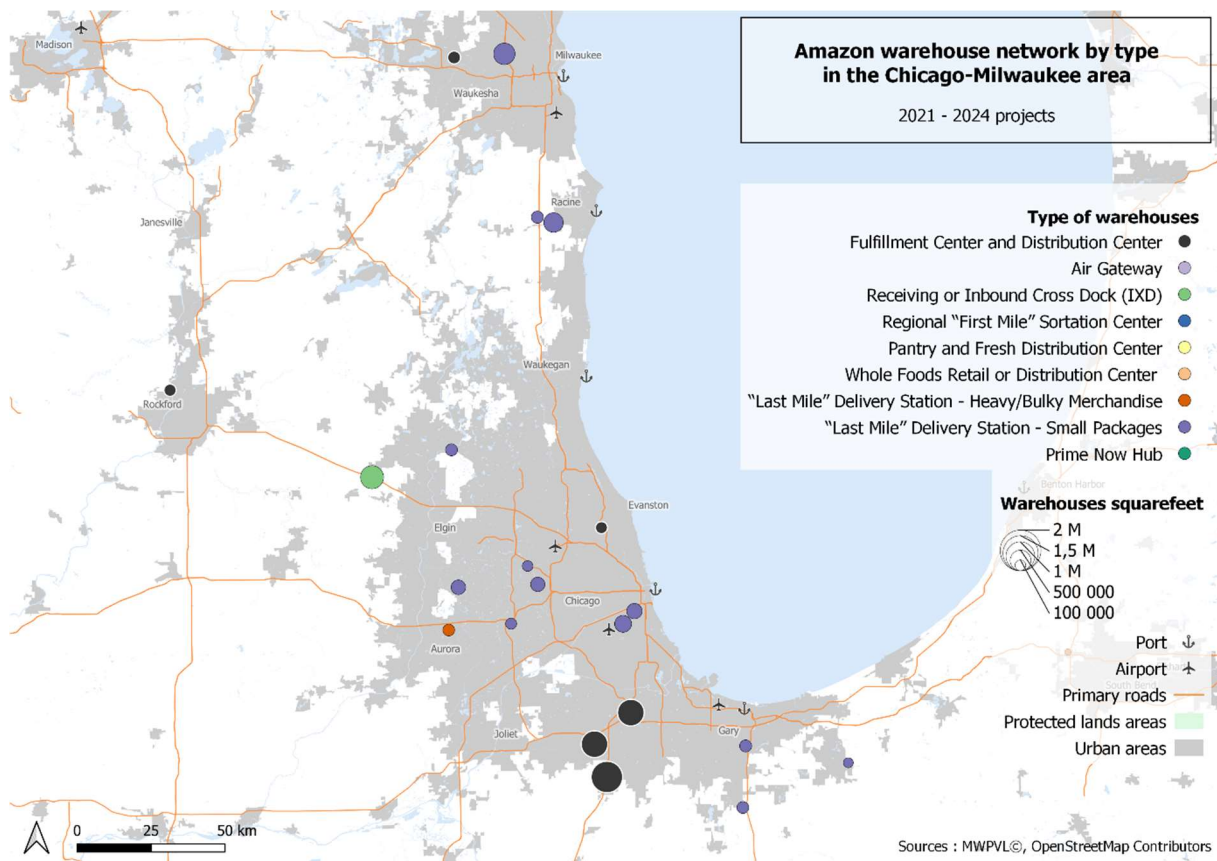 Amazon warehouse network by type
in the Chicago-Milwaukee area
2021 - 2024 projects
Madison
Milwaukee
Waukesha
Racine
Janesville
Waukegan
Rockford
Evanston
Elgin
Chicago
Aurora
Joliet
Gary
Benton Harbor
South Bend
Type of warehouses
Fulfillment Center and Distribution Center
Air Gateway
Receiving or Inbound Cross Dock (IXD)
Regional “First Mile” Sortation Center
Pantry and Fresh Distribution Center
Whole Foods Retail or Distribution Center
“Last Mile” Delivery Station - Heavy/Bulky Merchandise
“Last Mile” Delivery Station - Small Packages
Prime Now Hub
Warehouses squarefeet
2 M
1,5 M
1 M
500 000
100 000
Port
Airport
Primary roads
Protected lands areas
Urban areas
0 25 50 km
Sources : MWPVL©, OpenStreetMap Contributors